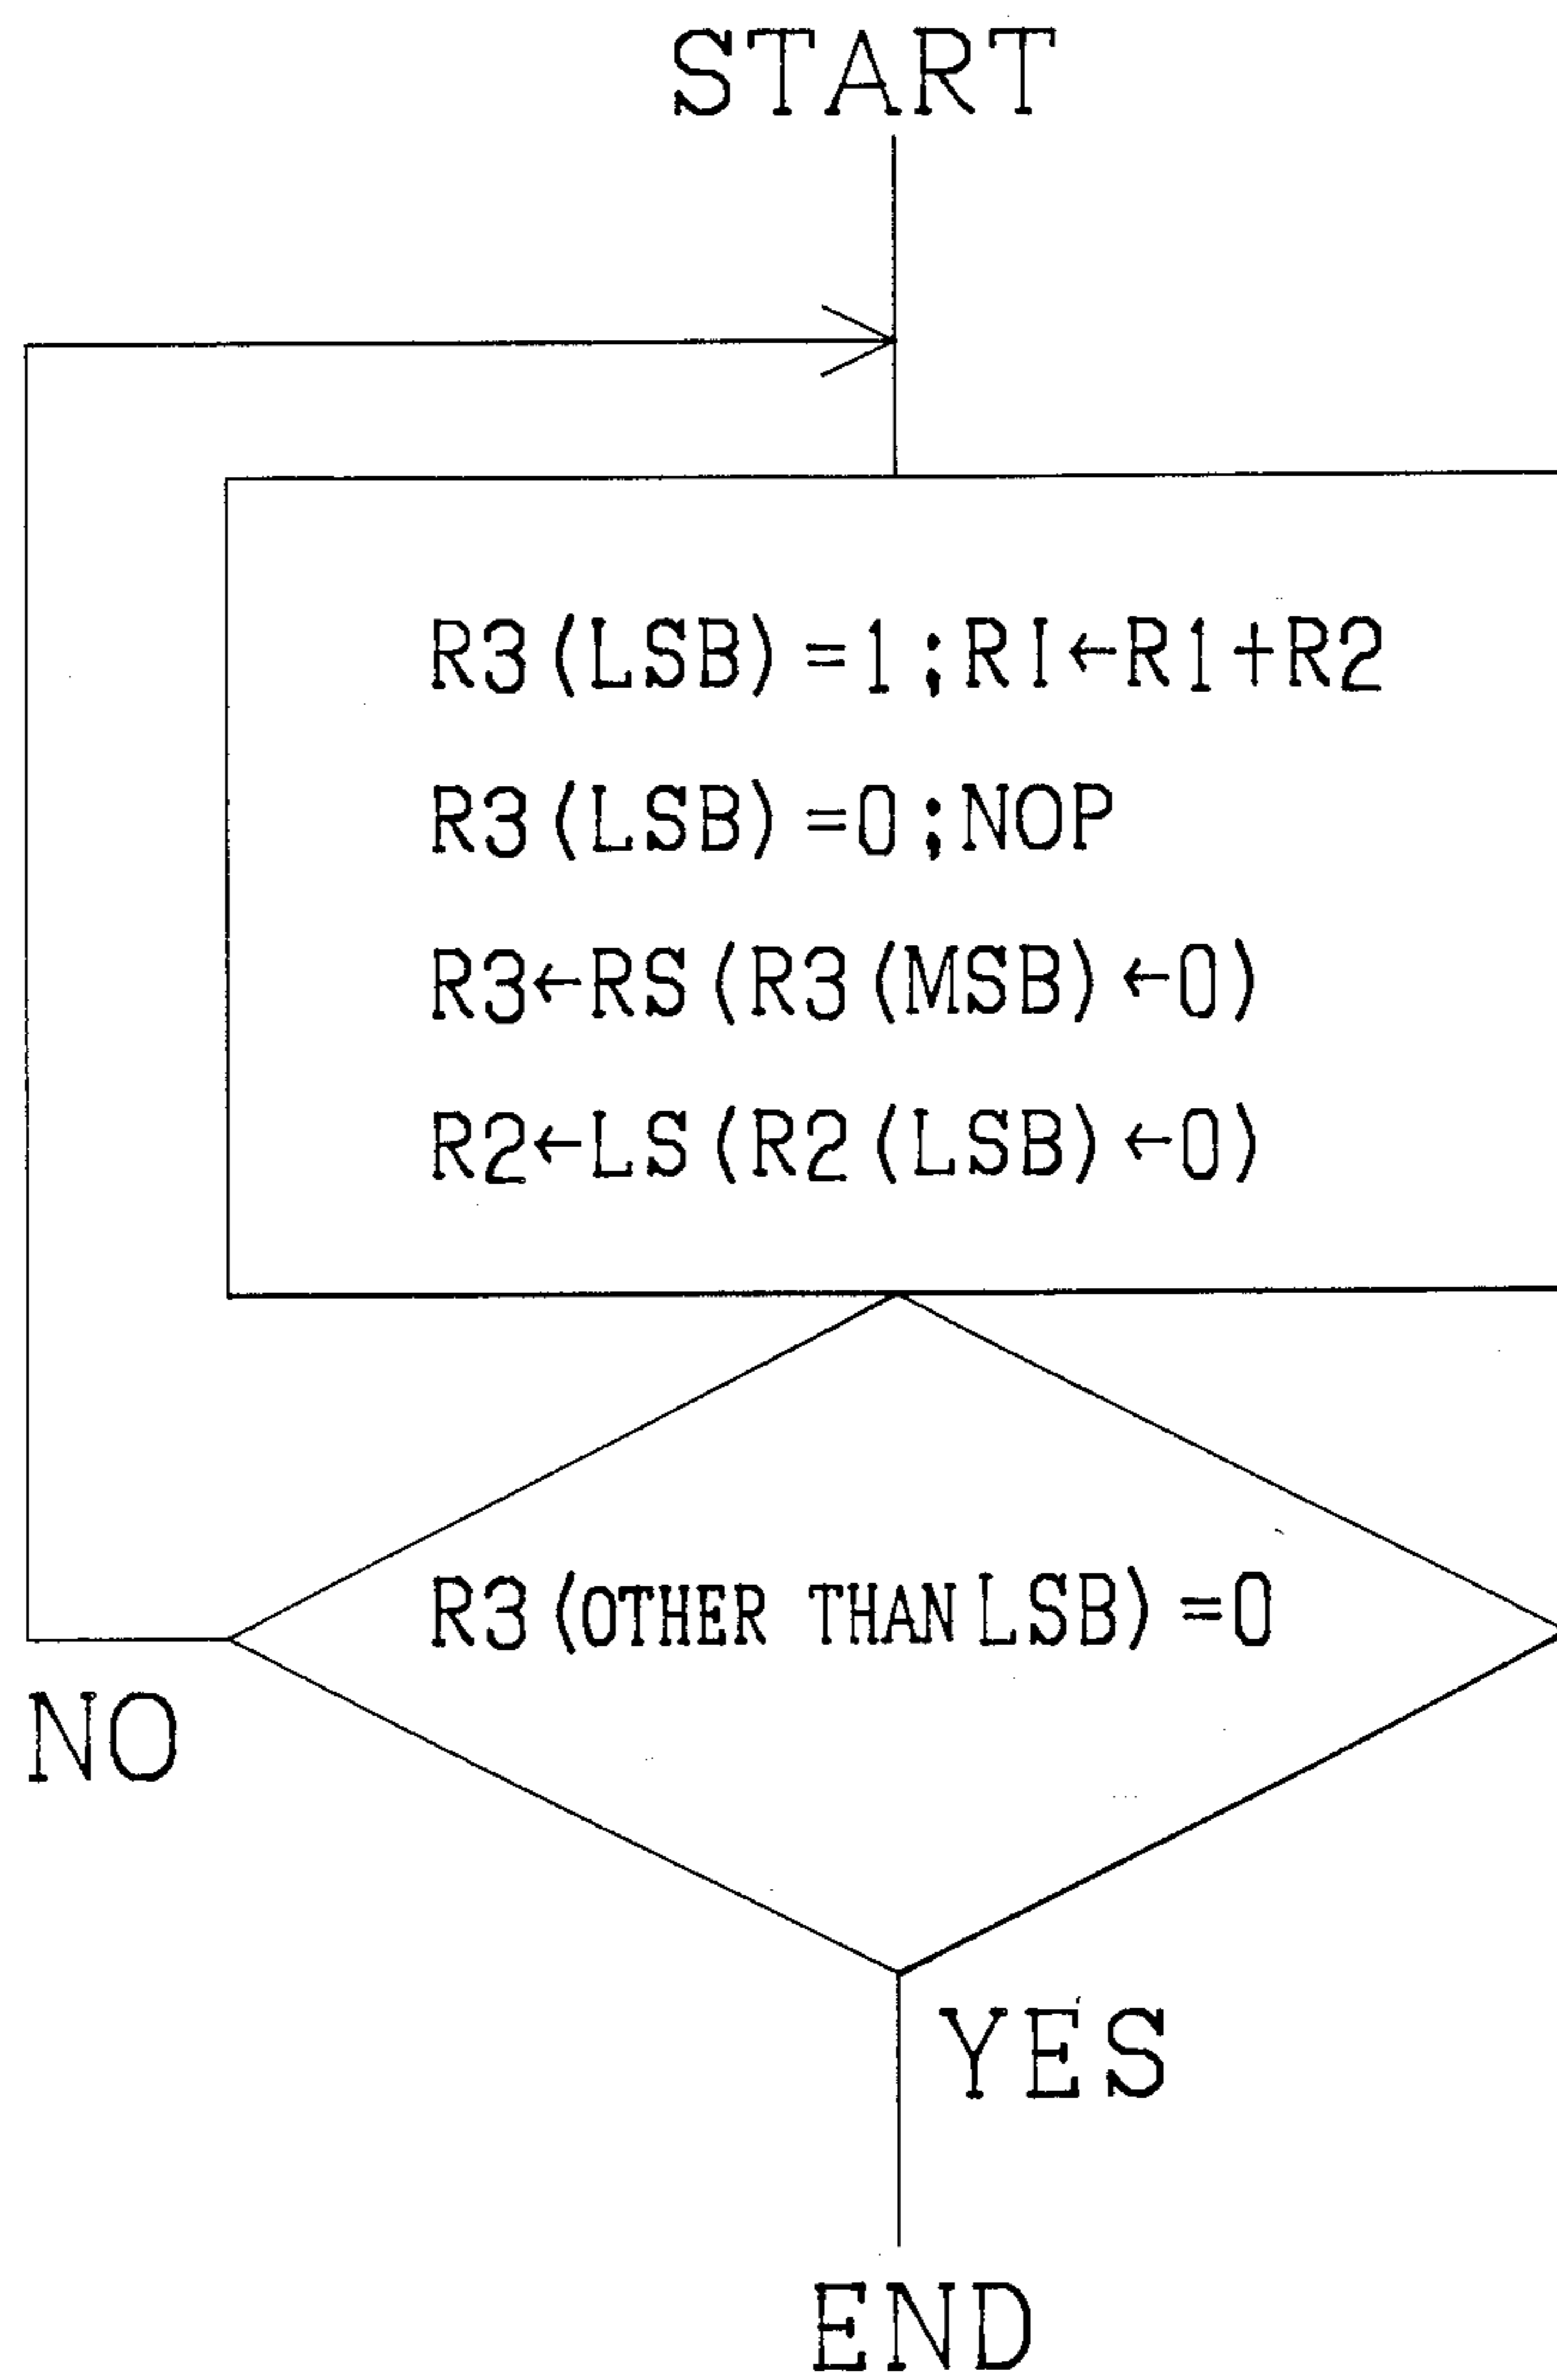 START
R3(LSB)=1;RI←R1+R2
R3(LSB)=0;NOP
R3←RS(R3(MSB)←0)
R2←LS(R2(LSB)←0)
R3(OTHER THAN LSB)=0
NO
YES
END